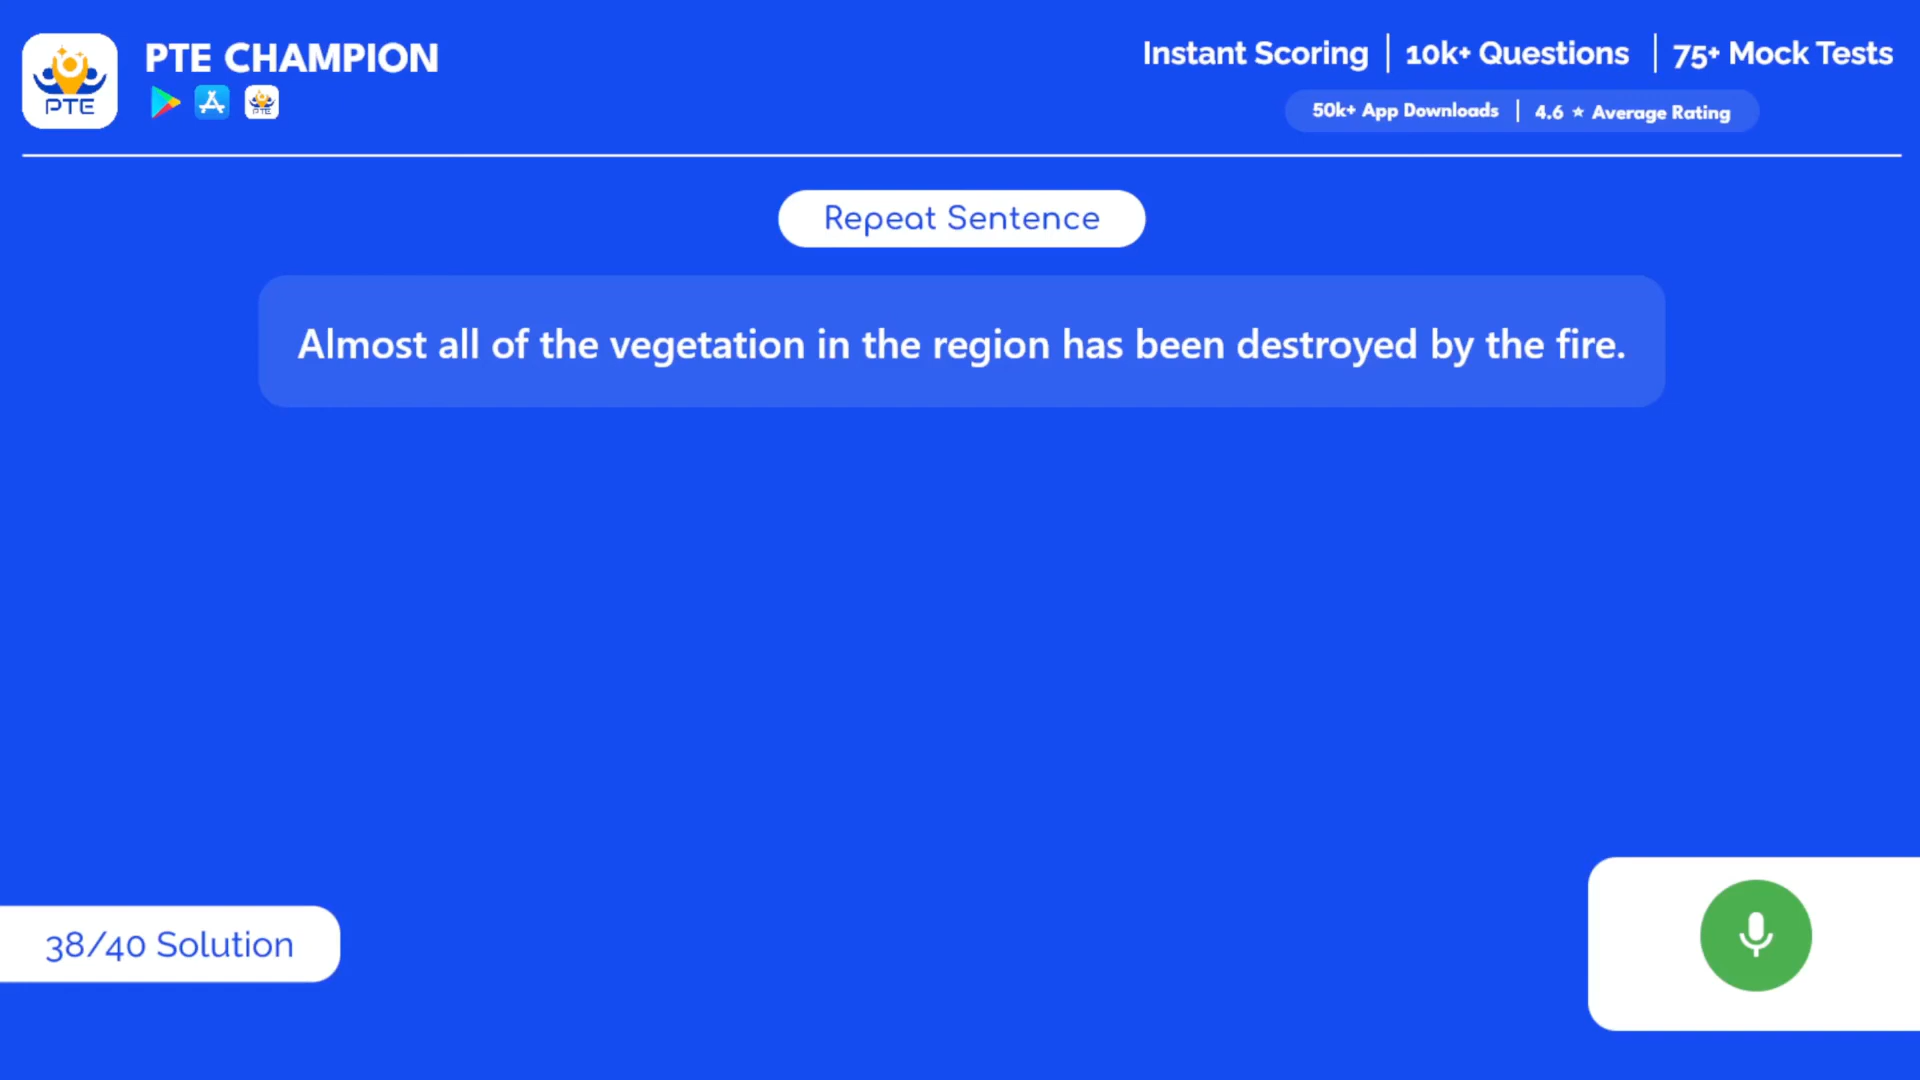 PTE CHAMPION
PTE
PTE
Instant Scoring | 10k+ Questions | 75+ Mock Tests
50k+ App Downloads | 4.6 ★ Average Rating
Repeat Sentence
Almost all of the vegetation in the region has been destroyed by the fire.
38/40 Solution